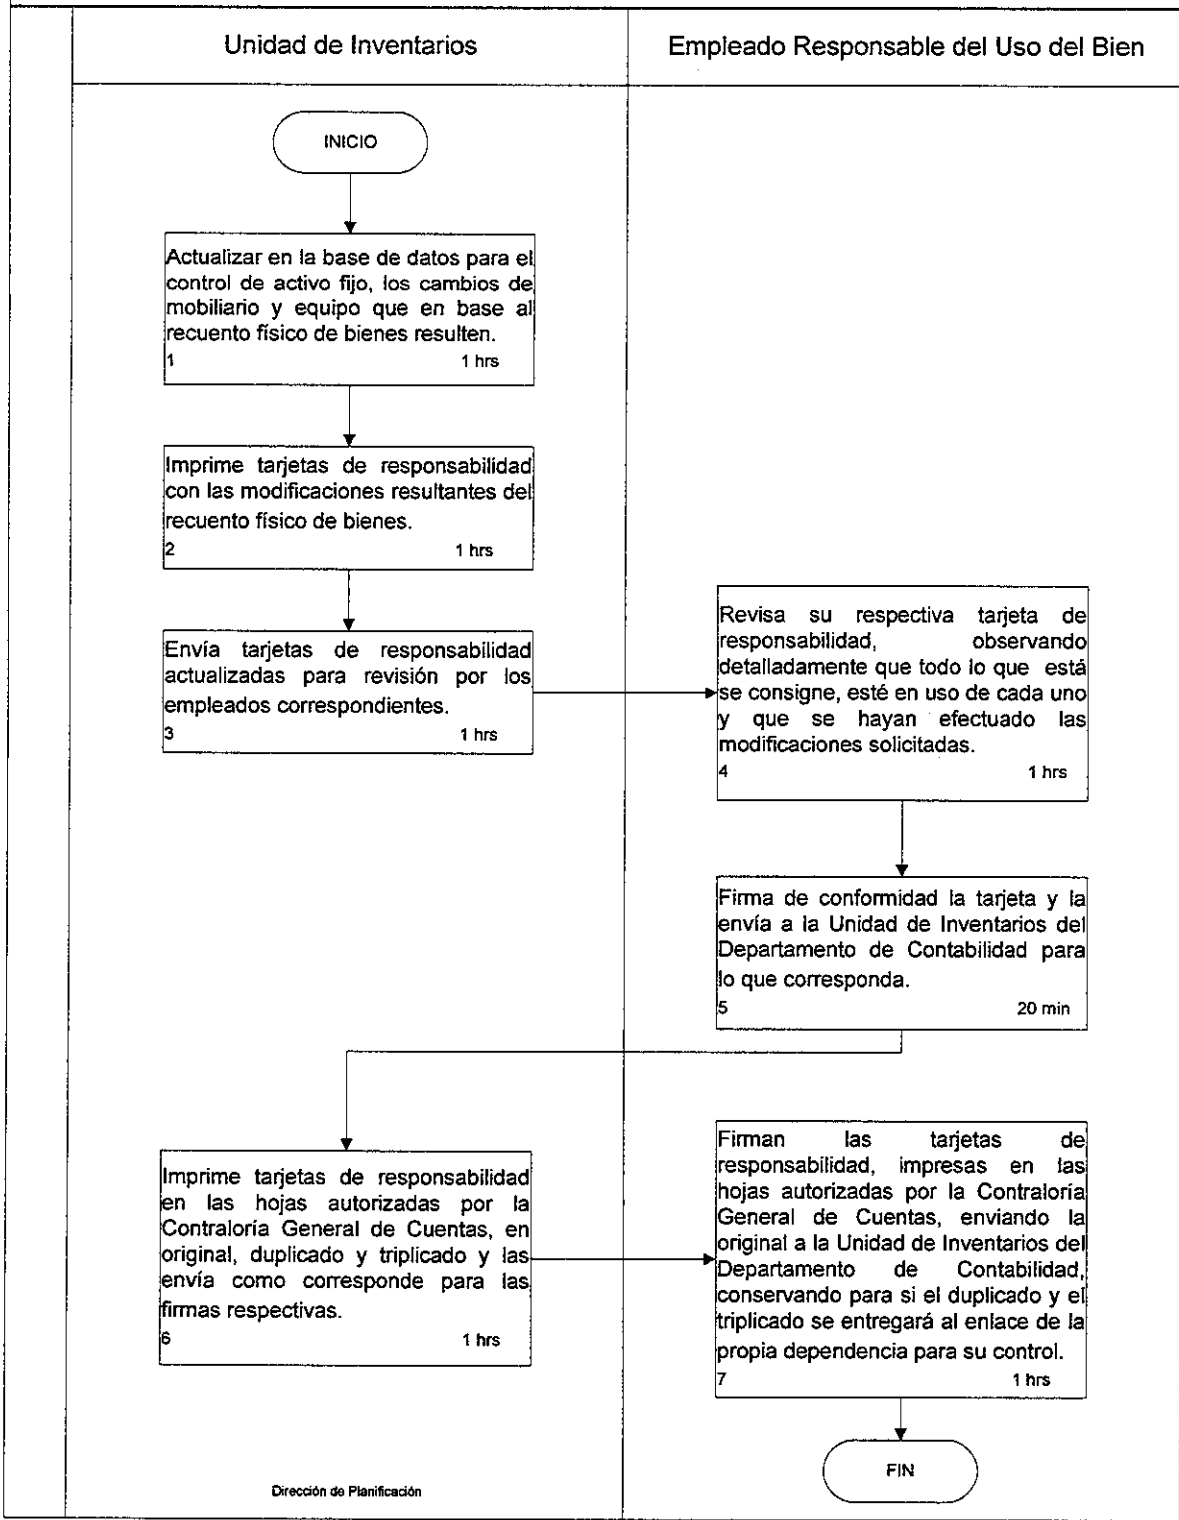 Unidad de Inventarios
Empleado Responsable del Uso del Bien
INICIO
Actualizar en la base de datos para el
control de activo fijo, los cambios de
mobiliario y equipo que en base al
recuento físico de bienes resulten.
1 1 hrs
Imprime tarjetas de responsabilidad
con las modificaciones resultantes del
recuento físico de bienes.
2 1 hrs
Envía tarjetas de responsabilidad
actualizadas para revisión por los
empleados correspondientes.
3 1 hrs
Revisa su respectiva tarjeta de
responsabilidad, observando
detalladamente que todo lo que está
se consigne, esté en uso de cada uno
y que se hayan efectuado las
modificaciones solicitadas.
4 1 hrs
Firma de conformidad la tarjeta y la
envía a la Unidad de Inventarios del
Departamento de Contabilidad para
lo que corresponda.
5 20 min
Imprime tarjetas de responsabilidad
en las hojas autorizadas por la
Contraloría General de Cuentas, en
original, duplicado y triplicado y las
envía como corresponde para las
firmas respectivas.
6 1 hrs
Firman las tarjetas de
responsabilidad, impresas en las
hojas autorizadas por la Contraloría
General de Cuentas, enviando la
original a la Unidad de Inventarios del
Departamento de Contabilidad,
conservando para si el duplicado y el
triplicado se entregará al enlace de la
propia dependencia para su control.
7 1 hrs
FIN
Dirección de Planificación